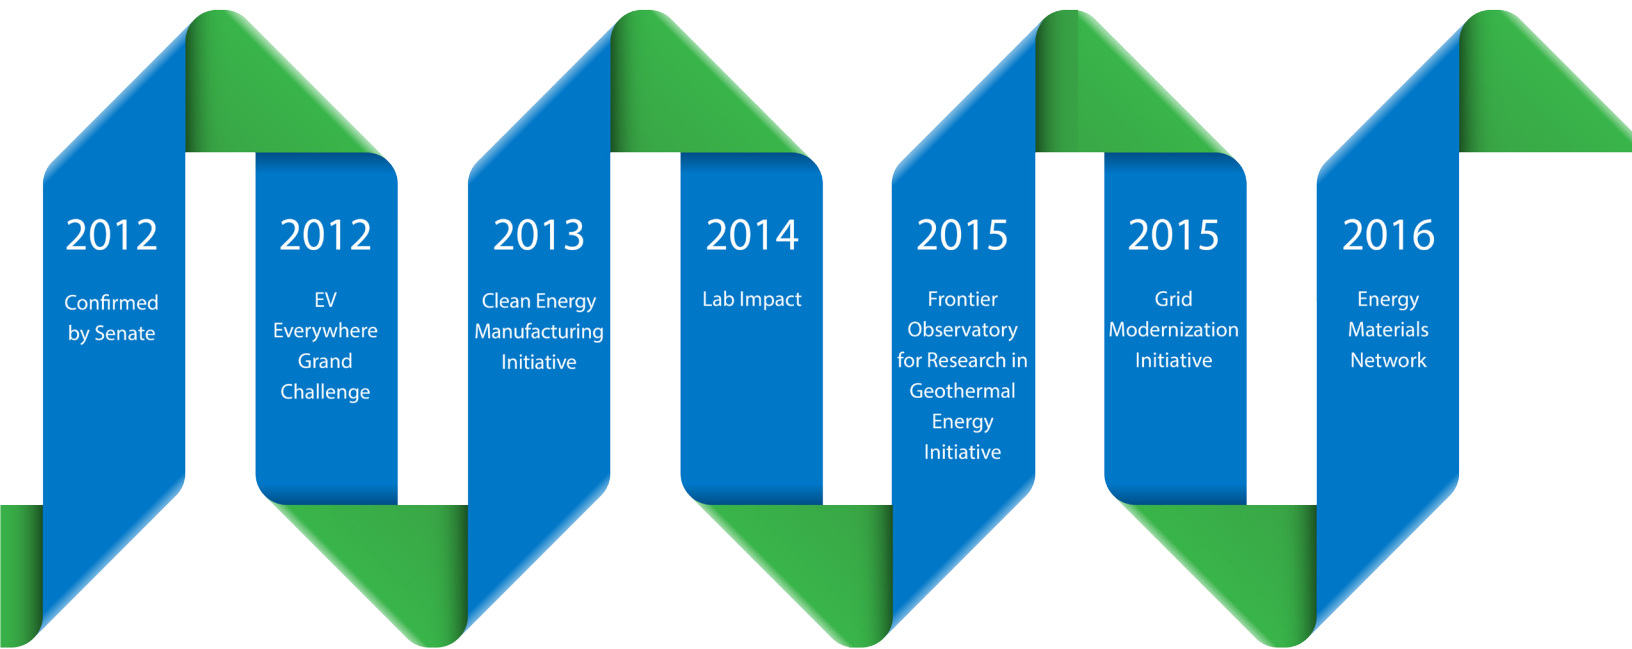 2012
Confirmed
by Senate
2012
EV
Everywhere
Grand
Challenge
2013
Clean Energy
Manufacturing
Initiative
2014
Lab Impact
2015
Frontier
Observatory
for Research in
Geothermal
Energy
Initiative
2015
Grid
Modernization
Initiative
2016
Energy
Materials
Network